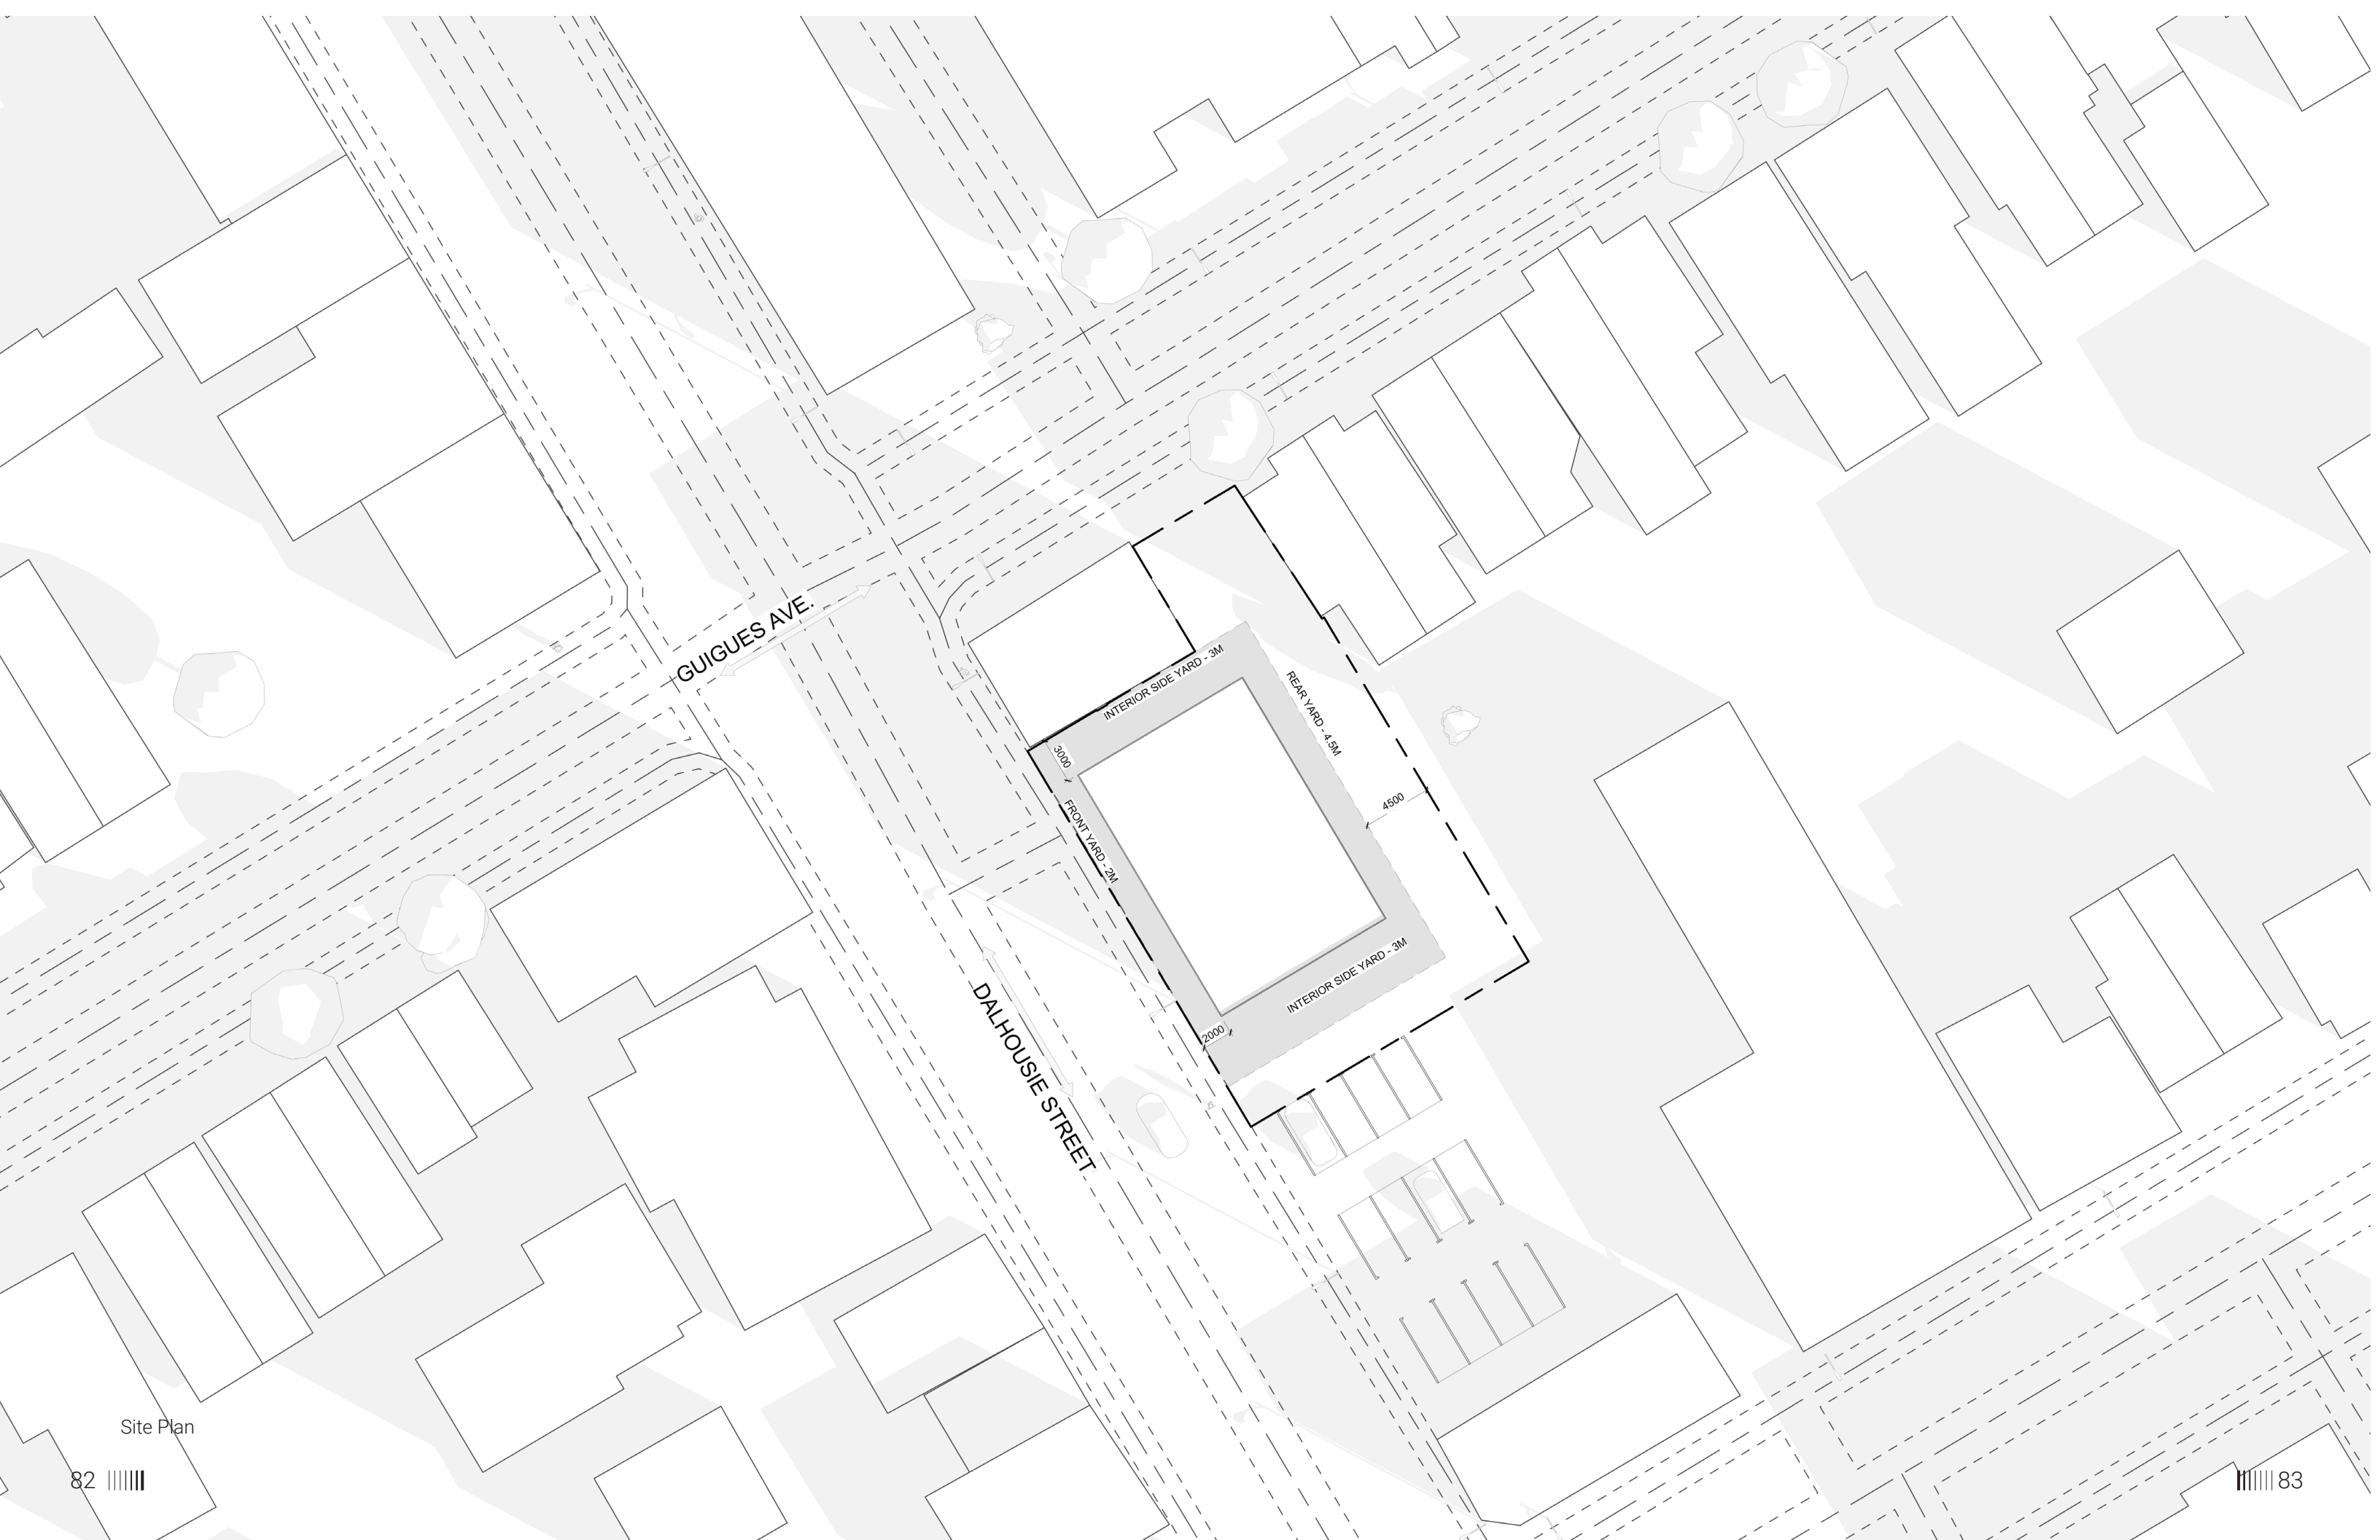 GUIGUES AVE.
INTERIOR SIDE YARD - 3M
REAR YARD - 4.5M
3000
FRONT YARD - 2M
4500
INTERIOR SIDE YARD - 3M
2000
DALHOUSIE STREET
Site Plan
82
83